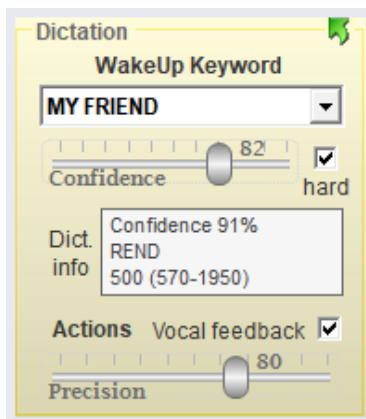 Dictation
WakeUp Keyword
MY FRIEND
82
Confidence
hard
Dict. info
Confidence 91%
REND
500 (570-1950)
Actions Vocal feedback
80
Precision